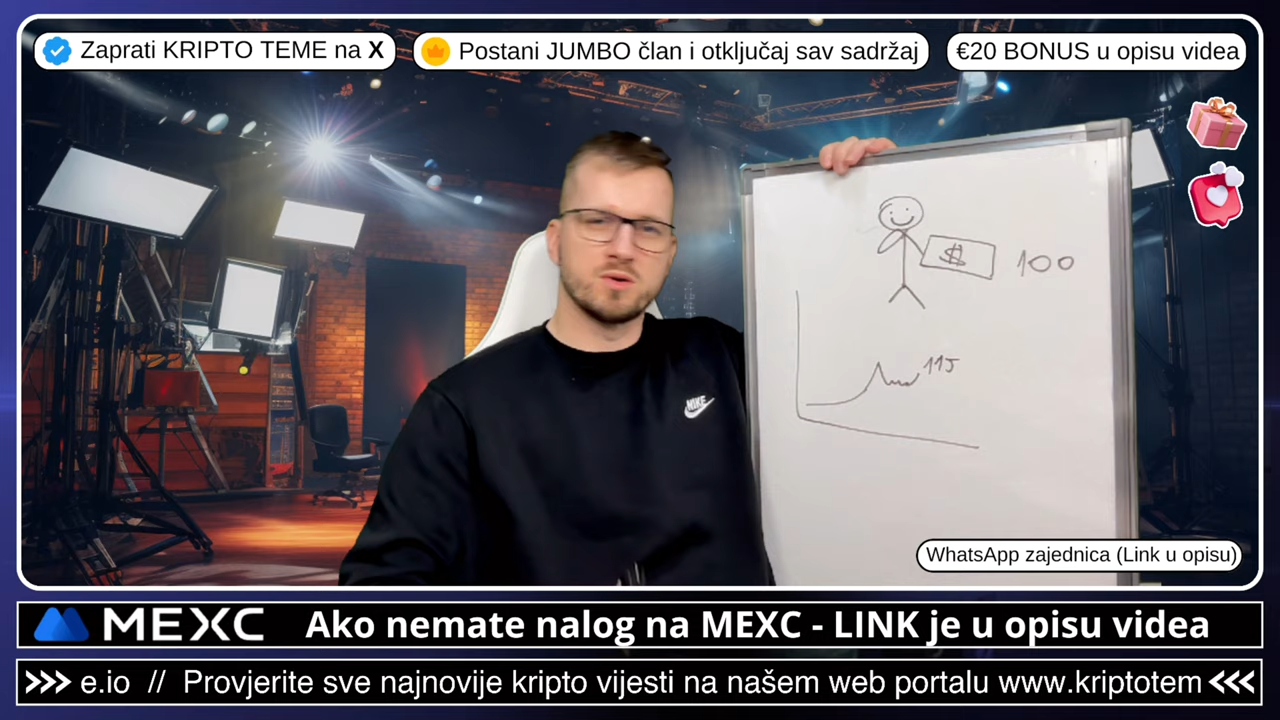 Zaprati KRIPTO TEME na X
Postani JUMBO član i otključaj sav sadržaj
€20 BONUS u opisu videa
NIKE
$
100
115
WhatsApp zajednica (Link u opisu)
MEXC
Ako nemate nalog na MEXC - LINK je u opisu videa
>>> e.io // Provjerite sve najnovije kripto vijesti na našem web portalu www.kriptotem <<<